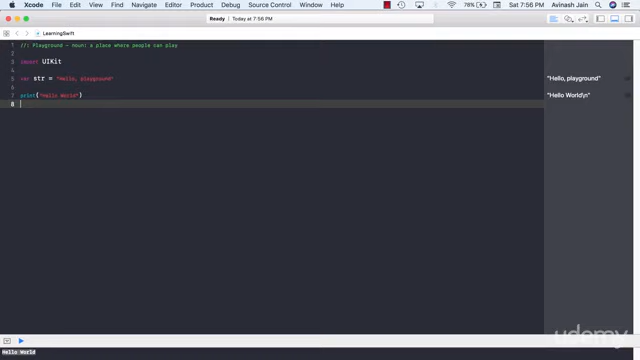 Xcode File Edit View Navigate Editor Product Debug Source Control Window Help 78% Sat 7:56 PM Avinash Jain
Ready Today at 7:56 PM
LearningSwift
1 //: Playground - noun: a place where people can play
2
3 import UIKit
4
5 var str = "Hello, playground" "Hello, playground"
6
7 print("Hello World") "Hello World\n"
8
udemy
Hello World